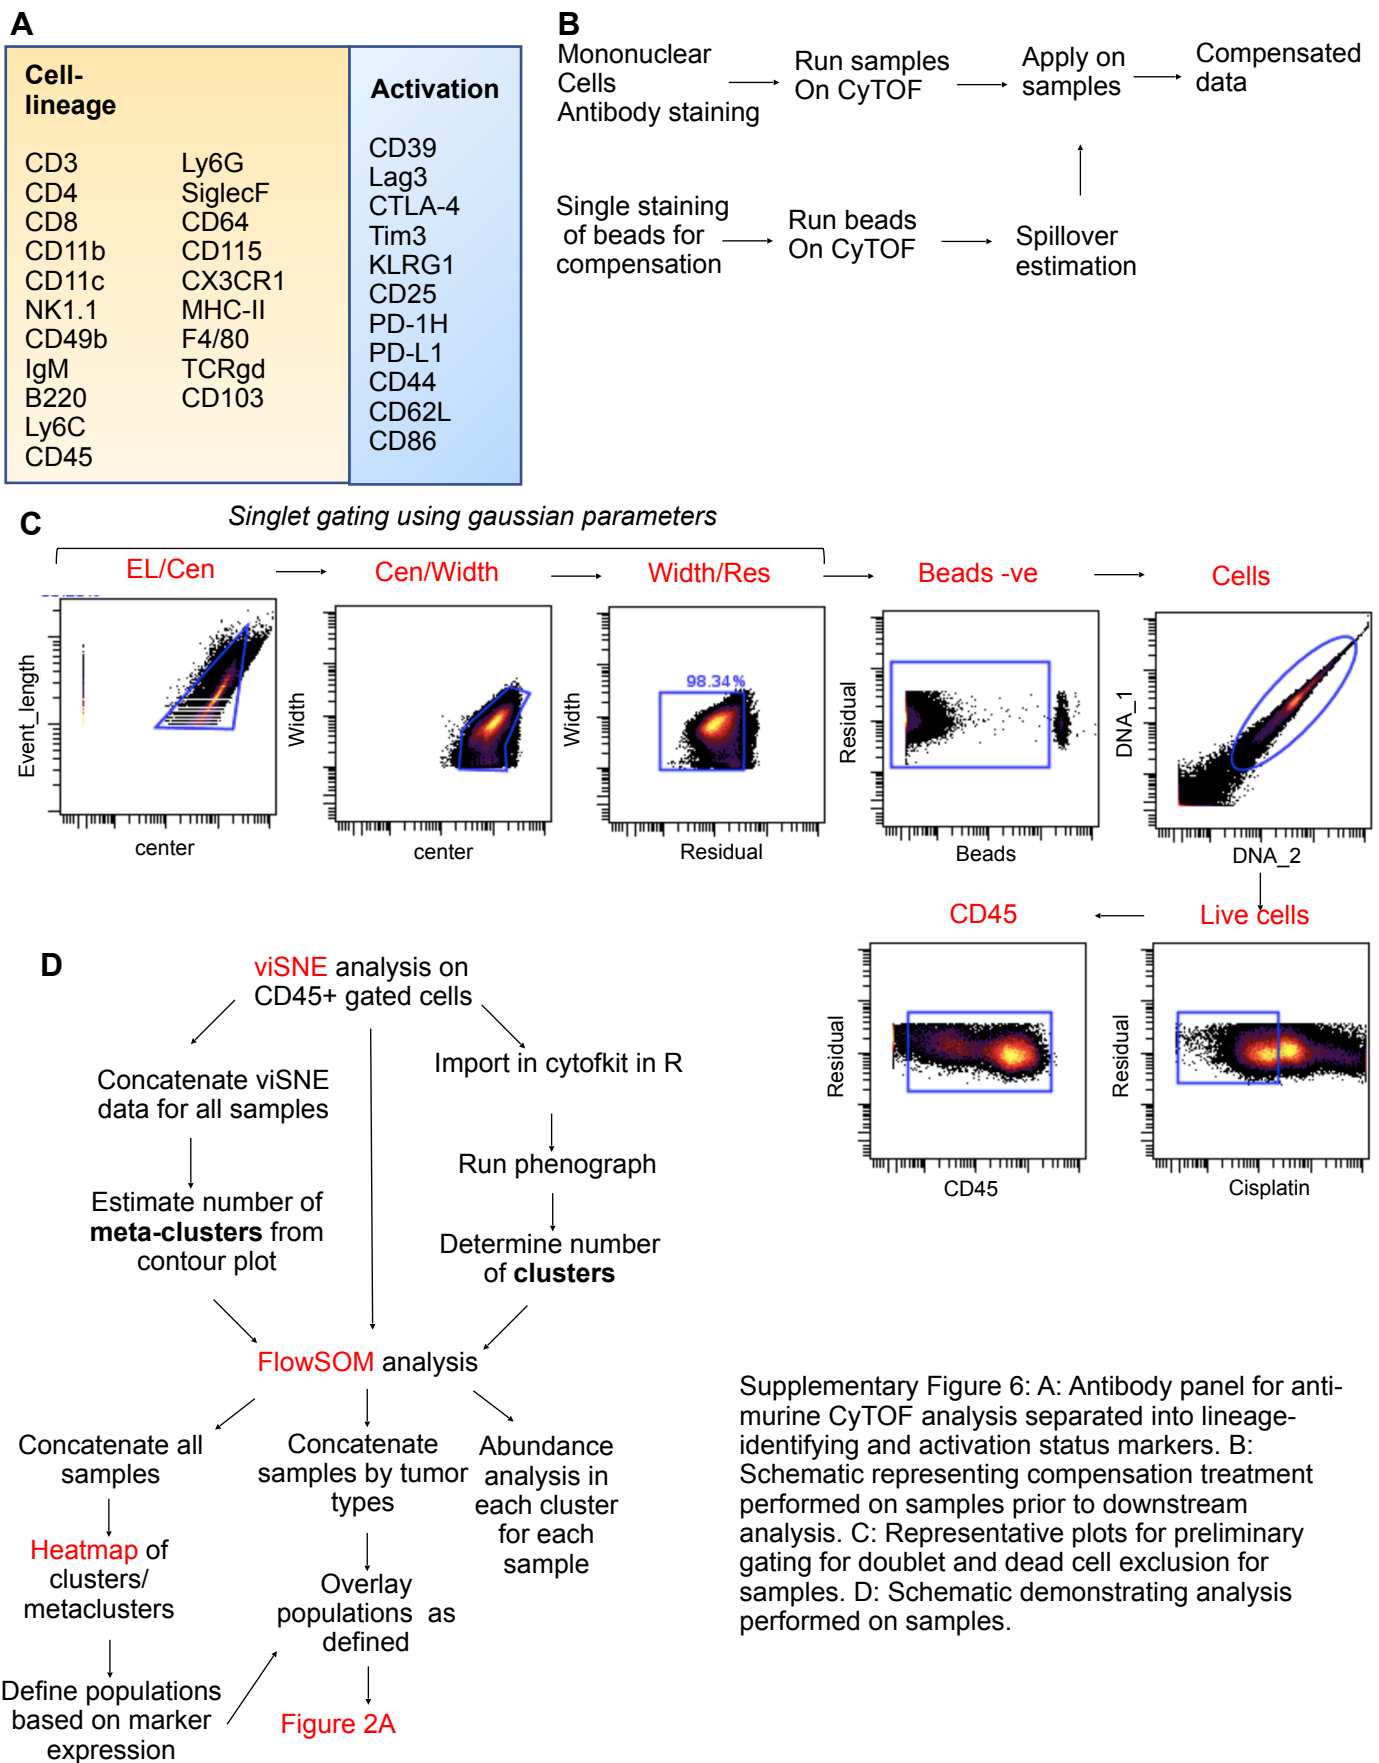 A
Cell-
lineage
CD3
CD4
CD8
CD11b
CD11c
NK1.1
CD49b
IgM
B220
Ly6C
CD45
Ly6G
SiglecF
CD64
CD115
CX3CR1
MHC-II
F4/80
TCRgd
CD103
Activation
CD39
Lag3
CTLA-4
Tim3
KLRG1
CD25
PD-1H
PD-L1
CD44
CD62L
CD86
B
Mononuclear
Cells
Antibody staining
Run samples
On CyTOF
Apply on
samples
Compensated
data
Single staining
of beads for
compensation
Run beads
On CyTOF
Spillover
estimation
C
Singlet gating using gaussian parameters
EL/Cen
Cen/Width
Width/Res
Beads -ve
Cells
Event_length
center
Width
center
Width
98.34%
Residual
Residual
Beads
DNA_1
DNA_2
CD45
Live cells
Residual
CD45
Residual
Cisplatin
D
viSNE analysis on
CD45+ gated cells
Concatenate viSNE
data for all samples
Estimate number of
meta-clusters from
contour plot
Import in cytofkit in R
Run phenograph
Determine number
of clusters
FlowSOM analysis
Concatenate all
samples
Heatmap of
clusters/
metaclusters
Define populations
based on marker
expression
Concatenate
samples by tumor
types
Overlay
populations as
defined
Figure 2A
Abundance
analysis in
each cluster
for each
sample
Supplementary Figure 6: A: Antibody panel for anti-
murine CyTOF analysis separated into lineage-
identifying and activation status markers. B:
Schematic representing compensation treatment
performed on samples prior to downstream
analysis. C: Representative plots for preliminary
gating for doublet and dead cell exclusion for
samples. D: Schematic demonstrating analysis
performed on samples.